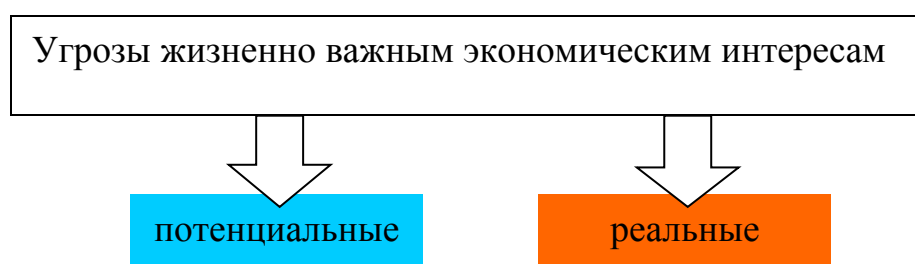 Угрозы жизненно важным экономическим интересам
потенциальные
реальные